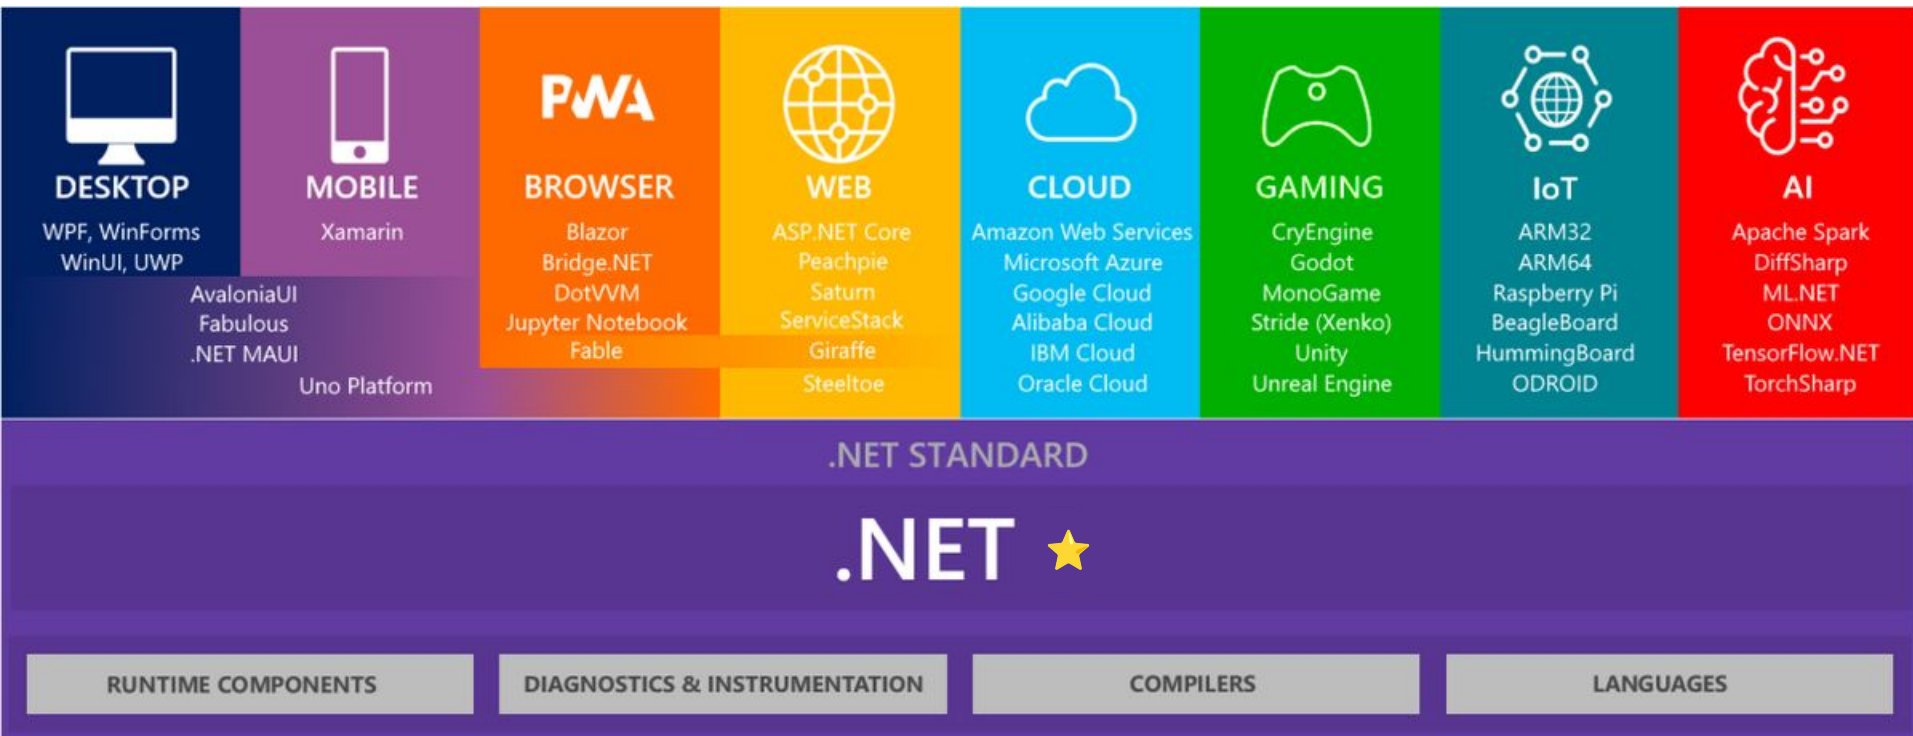 DESKTOP
WPF, WinForms
WinUI, UWP
MOBILE
Xamarin
AvaloniaUI
Fabulous
.NET MAUI
Uno Platform
PWA
BROWSER
Blazor
Bridge.NET
DotVVM
Jupyter Notebook
Fable
WEB
ASP.NET Core
Peachpie
Saturn
ServiceStack
Giraffe
Steeltoe
CLOUD
Amazon Web Services
Microsoft Azure
Google Cloud
Alibaba Cloud
IBM Cloud
Oracle Cloud
GAMING
CryEngine
Godot
MonoGame
Stride (Xenko)
Unity
Unreal Engine
IoT
ARM32
ARM64
Raspberry Pi
BeagleBoard
HummingBoard
ODROID
AI
Apache Spark
DiffSharp
ML.NET
ONNX
TensorFlow.NET
TorchSharp
.NET STANDARD
.NET
RUNTIME COMPONENTS
DIAGNOSTICS & INSTRUMENTATION
COMPILERS
LANGUAGES